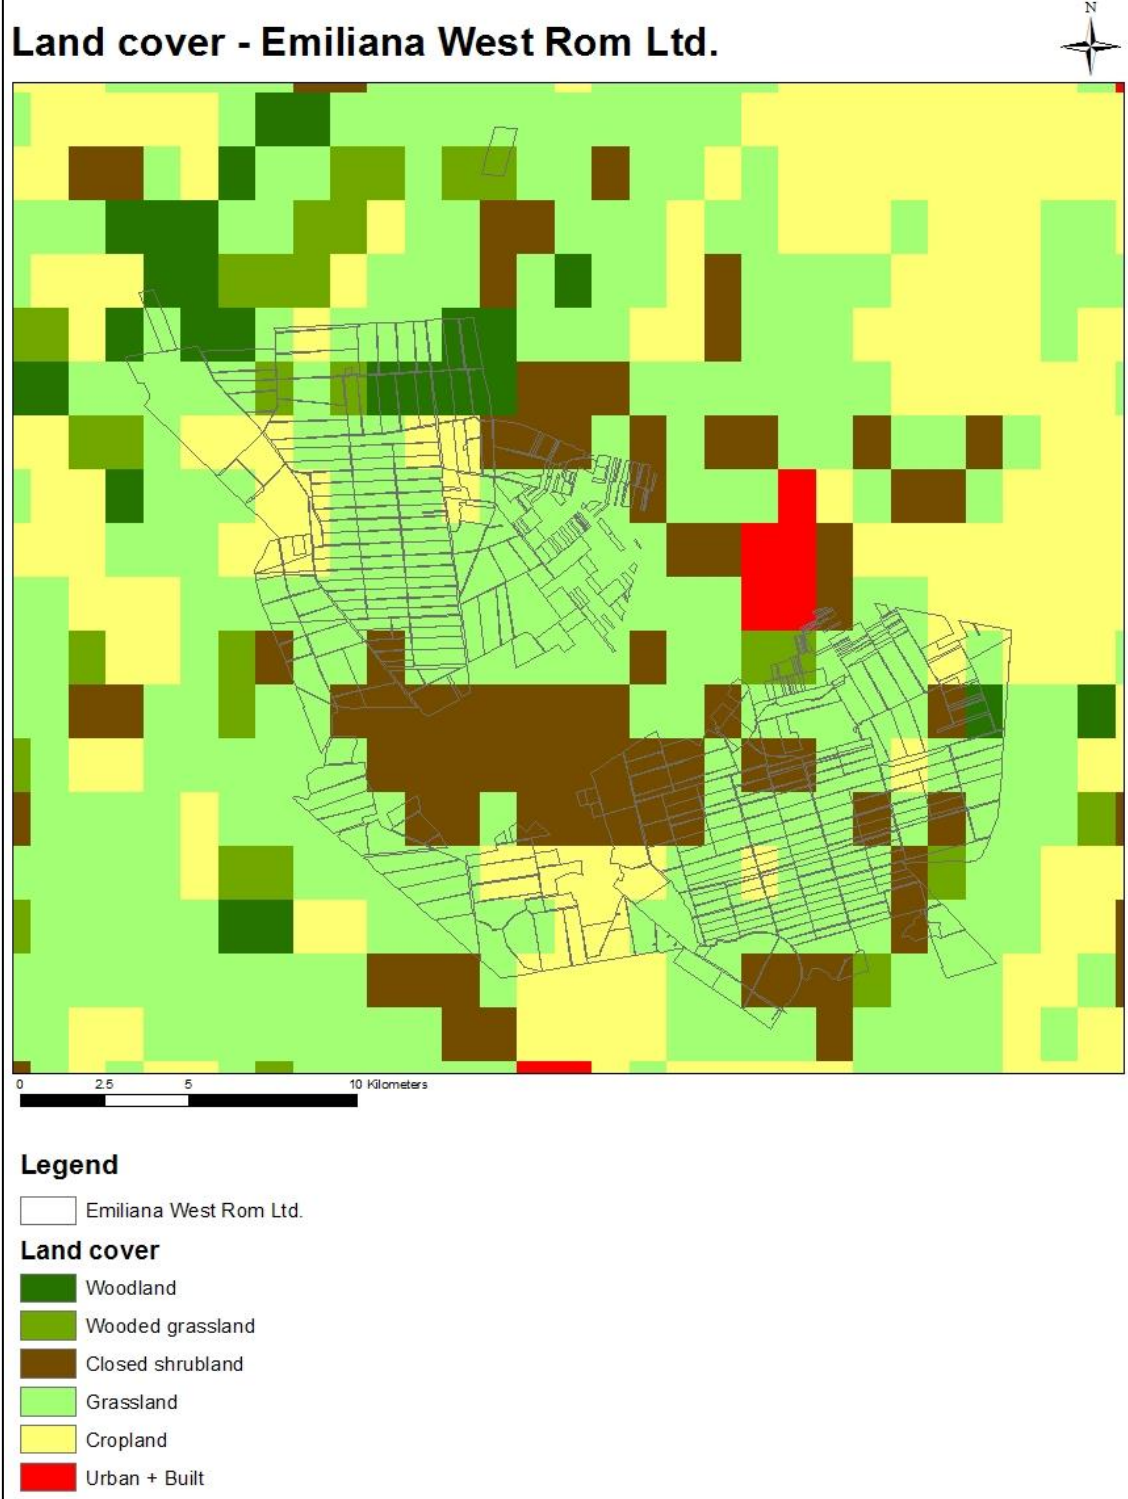 N
Land cover - Emiliana West Rom Ltd.
0 2.5 5 10 Kilometers
Legend
Emiliana West Rom Ltd.
Land cover
Woodland
Wooded grassland
Closed shrubland
Grassland
Cropland
Urban + Built